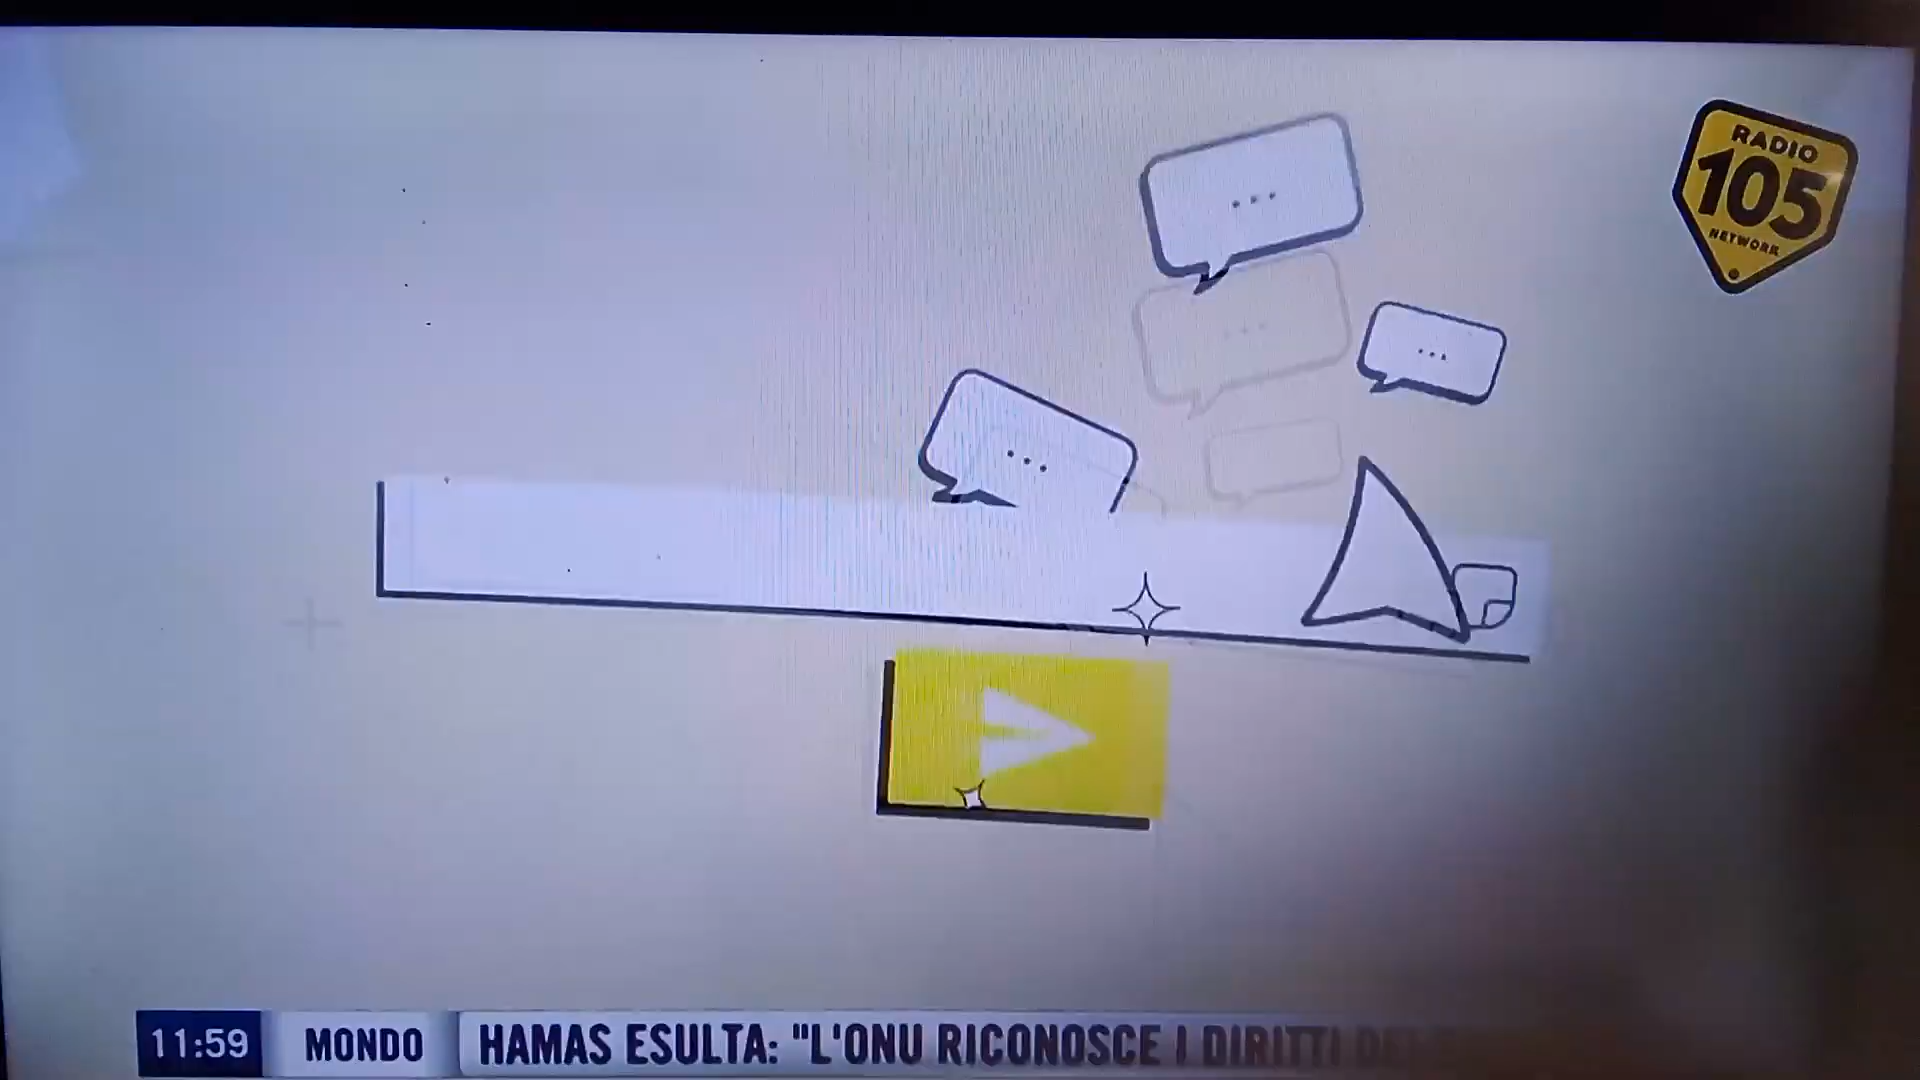 RADIO
105
NETWORK
11:59 MONDO HAMAS ESULTA: "L'ONU RICONOSCE I DIRITTI